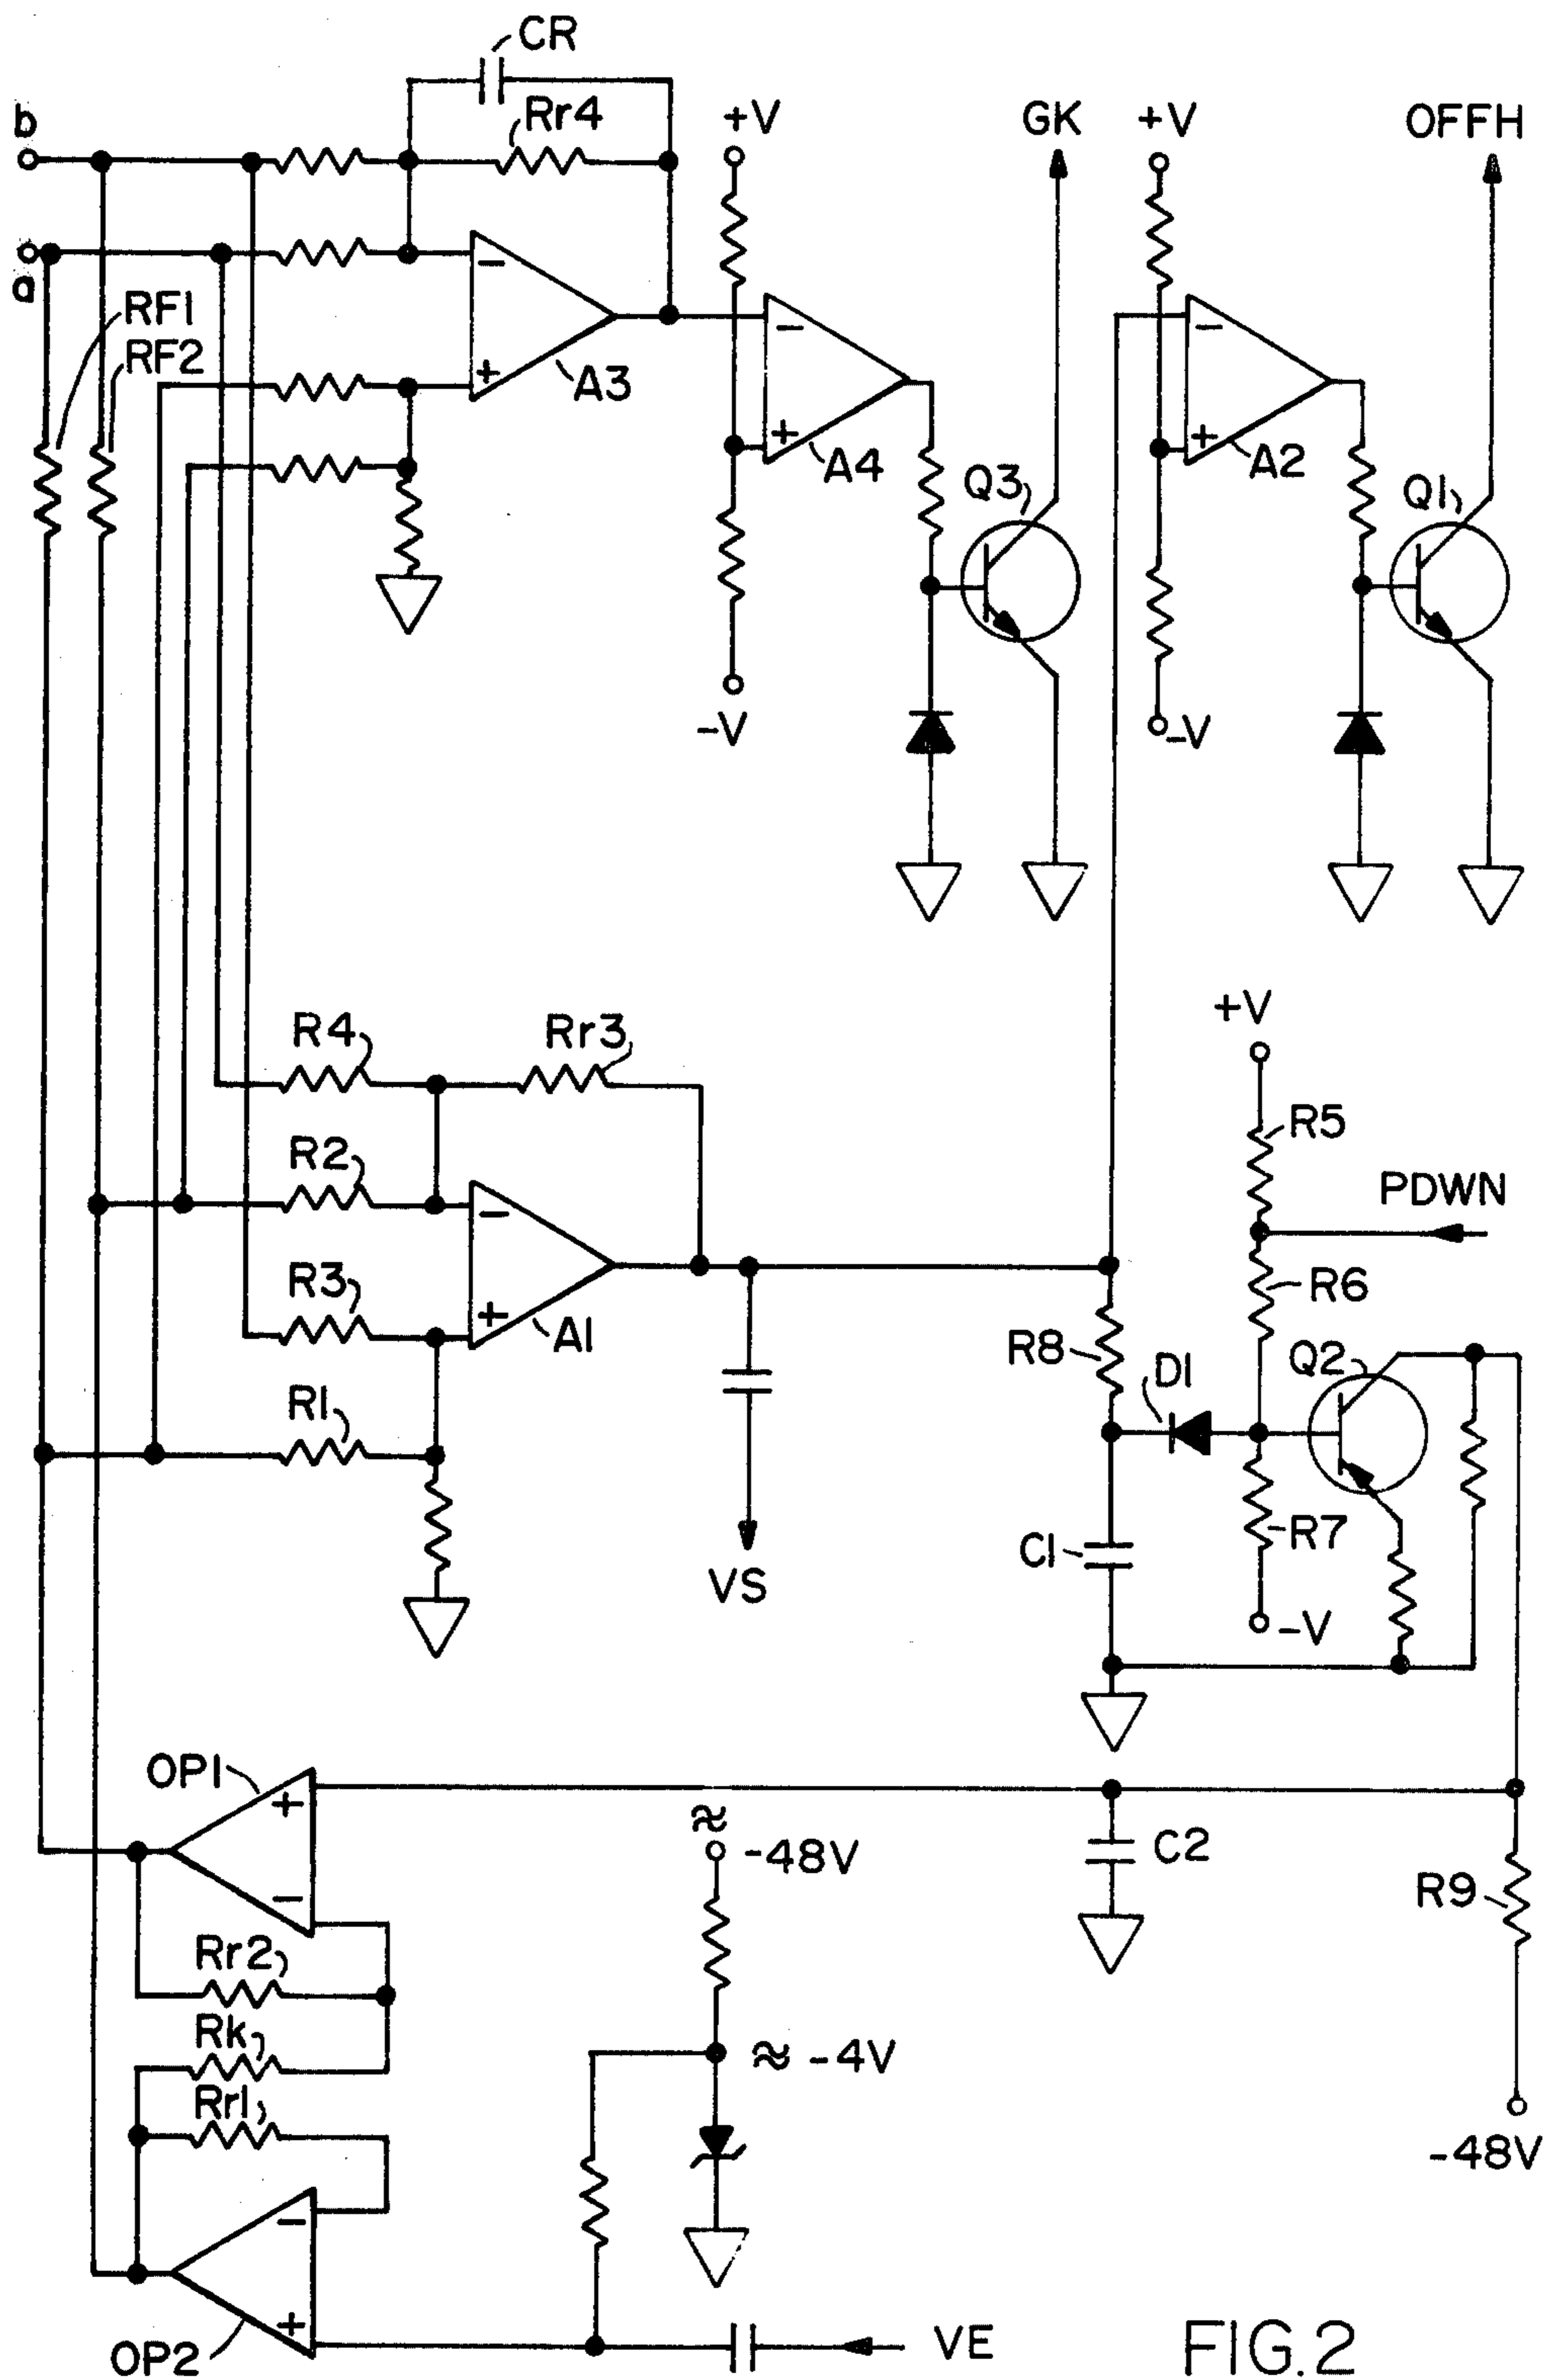 CR
b
Rr4
+V
GK
+V
OFFH
a
RF1
RF2
−
+
A3
−
+
A4
−
+
A2
Q3
Q1
-V
-V
R4
Rr3
+V
R5
R2
PDWN
−
R3
+
A1
R6
R8
D1
Q2
R1
C1
R7
VS
-V
OP1
+
−
≈
-48V
C2
R9
Rr2
Rk
≈ -4V
Rr1
-48V
−
+
OP2
VE
FIG.2